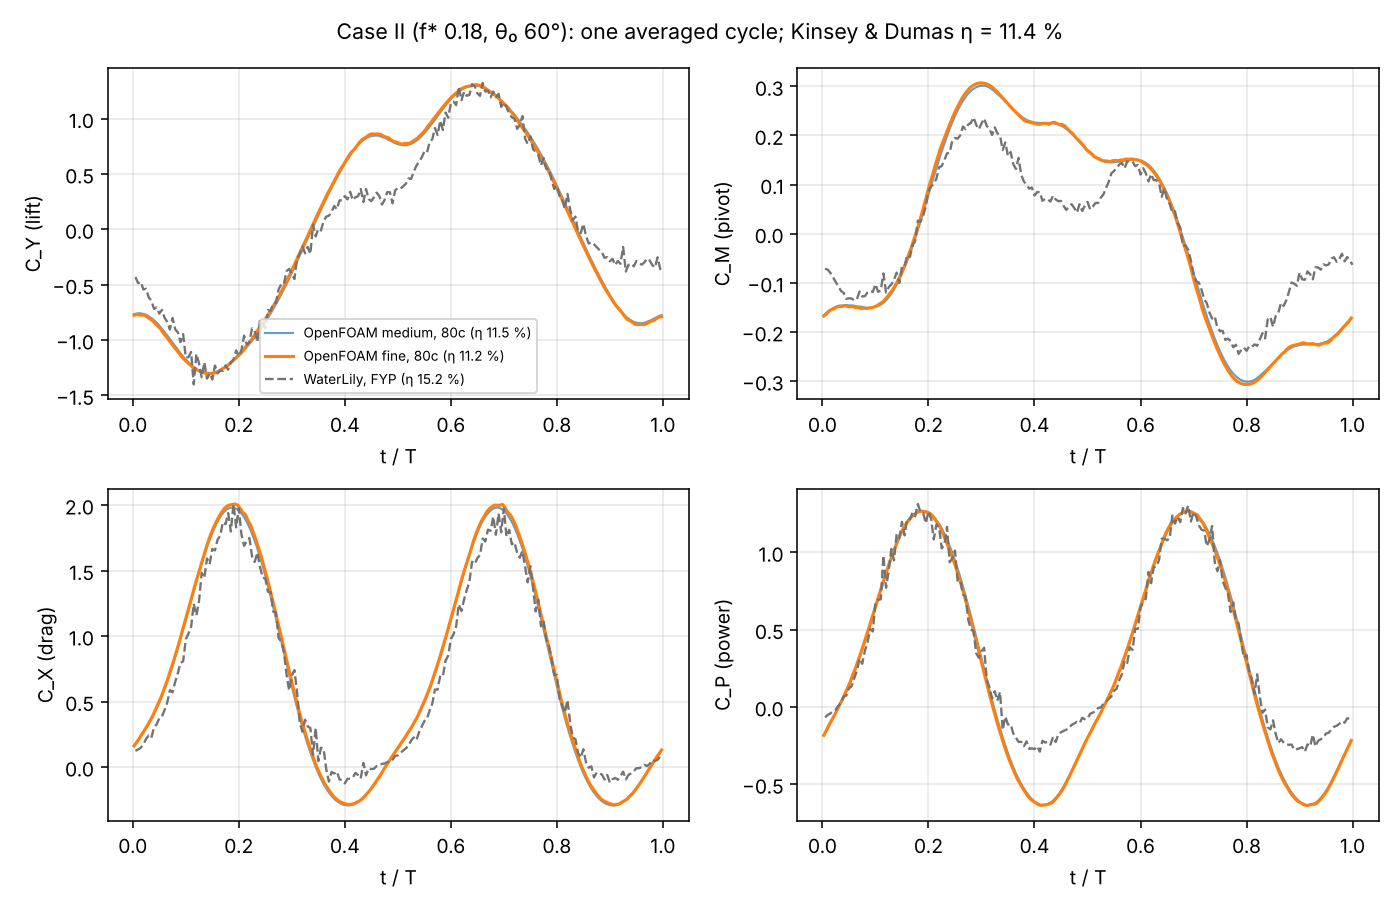 Case II (f* 0.18, θ₀ 60°): one averaged cycle; Kinsey & Dumas η = 11.4 %
C_Y (lift)
1.0
0.5
0.0
−0.5
−1.0
−1.5
OpenFOAM medium, 80c (η 11.5 %)
OpenFOAM fine, 80c (η 11.2 %)
WaterLily, FYP (η 15.2 %)
0.0 0.2 0.4 0.6 0.8 1.0
t / T
C_M (pivot)
0.3
0.2
0.1
0.0
−0.1
−0.2
−0.3
0.0 0.2 0.4 0.6 0.8 1.0
t / T
C_X (drag)
2.0
1.5
1.0
0.5
0.0
0.0 0.2 0.4 0.6 0.8 1.0
t / T
C_P (power)
1.0
0.5
0.0
−0.5
0.0 0.2 0.4 0.6 0.8 1.0
t / T